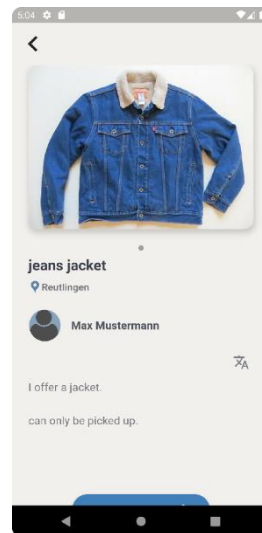 5:04
jeans jacket
Reutlingen
Max Mustermann
I offer a jacket.
can only be picked up.